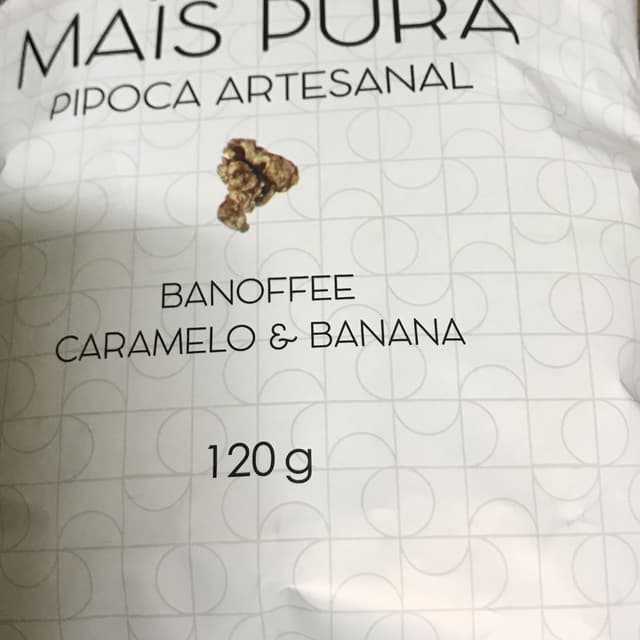 MAIS PURA
PIPOCA ARTESANAL
BANOFFEE
CARAMELO & BANANA
120 g